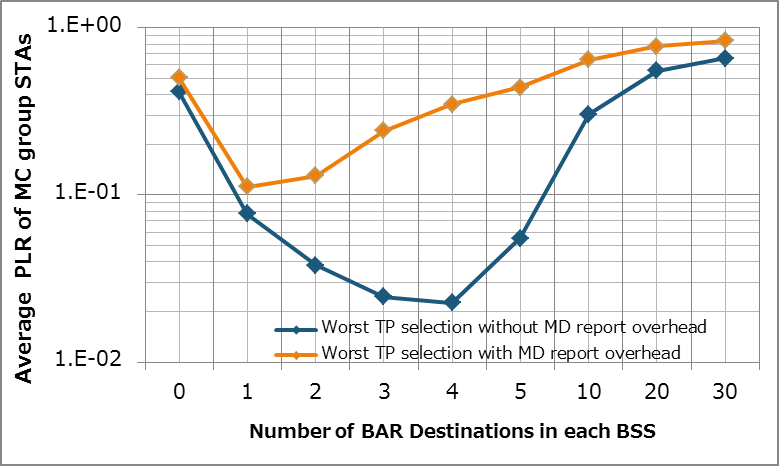 1.E+00
1.E-01
1.E-02
Average PLR of MC group STAs
Worst TP selection without MD report overhead
Worst TP selection with MD report overhead
0 1 2 3 4 5 10 20 30
Number of BAR Destinations in each BSS